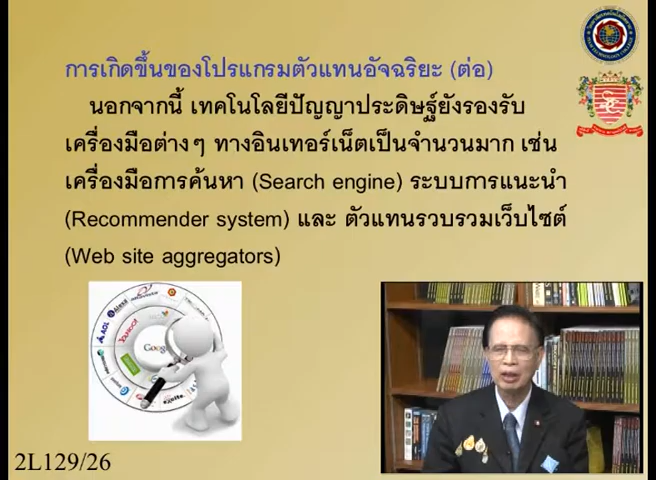 การเกิดขึ้นของโปรแกรมตัวแทนอัจฉริยะ (ต่อ)
นอกจากนี้ เทคโนโลยีปัญญาประดิษฐ์ยังรองรับ
เครื่องมือต่างๆ ทางอินเทอร์เน็ตเป็นจำนวนมาก เช่น
เครื่องมือการค้นหา (Search engine) ระบบการแนะนำ
(Recommender system) และ ตัวแทนรวบรวมเว็บไซต์
(Web site aggregators)
AOL
YAHOO!
Google
2L129/26